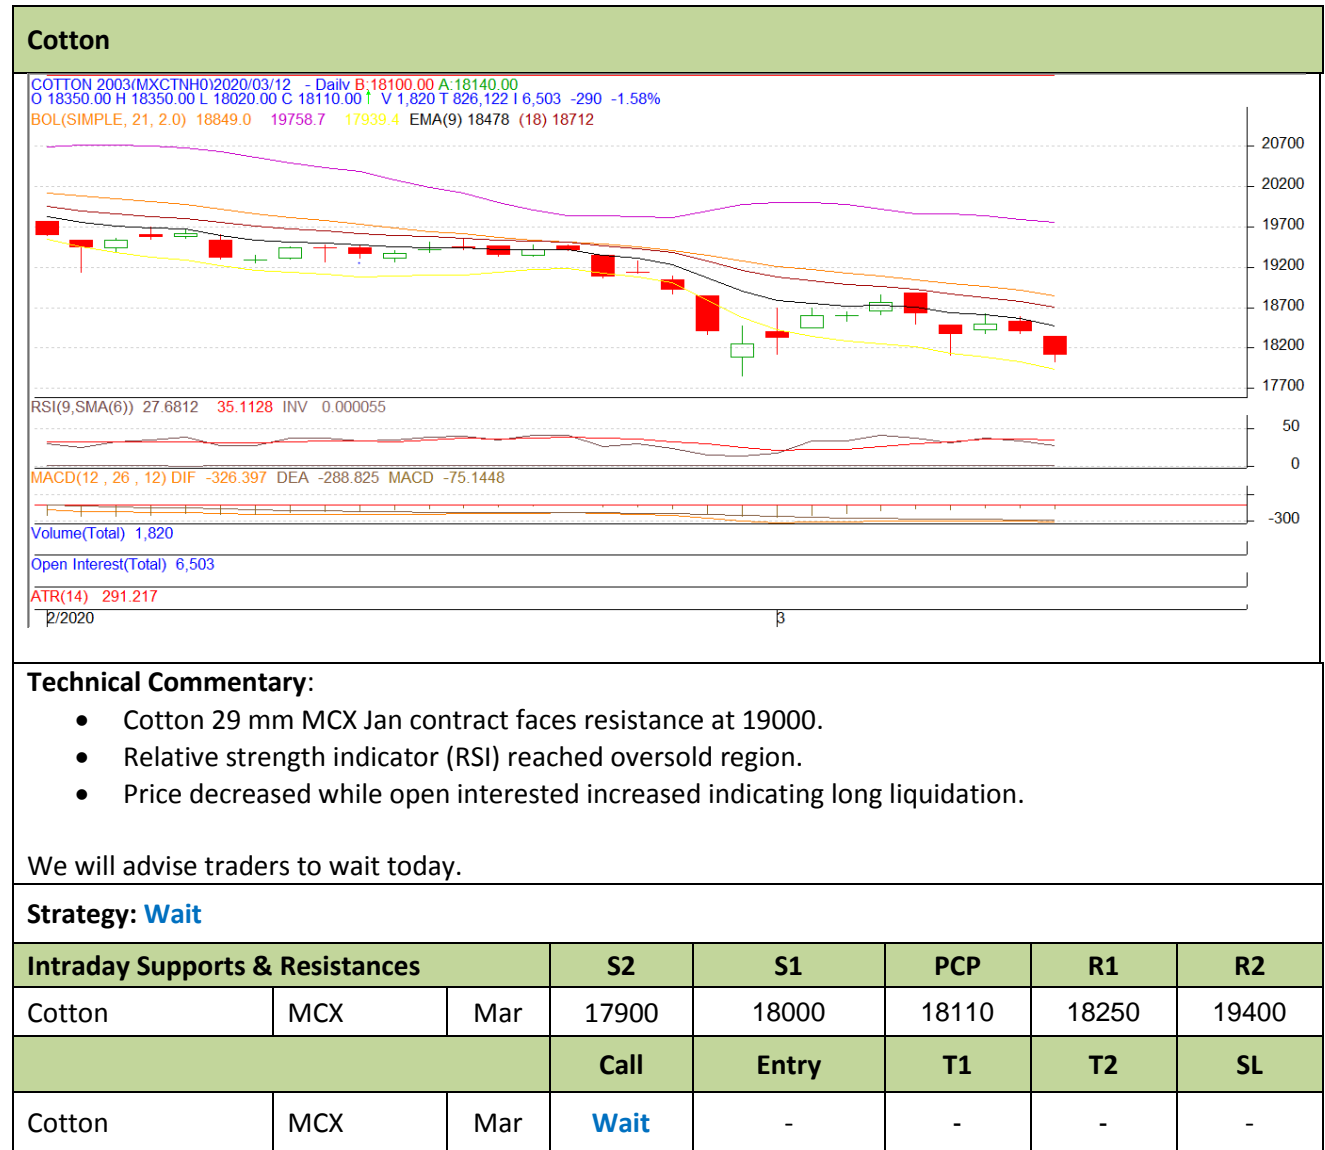 Cotton
COTTON 2003(MXCTNH0)2020/03/12 - Daily B:18100.00 A:18140.00
O 18350.00 H 18350.00 L 18020.00 C 18110.00 V 1,820 T 826,122 I 6,503 -290 -1.58%
BOL(SIMPLE, 21, 2.0) 18849.0 19758.7 17939.4 EMA(9) 18478 (18) 18712
20700
20200
19700
19200
18700
18200
17700
RSI(9,SMA(6)) 27.6812 35.1128 INV 0.000055
50
0
MACD(12 , 26 , 12) DIF -326.397 DEA -288.825 MACD -75.1448
-300
Volume(Total) 1,820
Open Interest(Total) 6,503
ATR(14) 291.217
2/2020 3
Technical Commentary:
• Cotton 29 mm MCX Jan contract faces resistance at 19000.
• Relative strength indicator (RSI) reached oversold region.
• Price decreased while open interested increased indicating long liquidation.
We will advise traders to wait today.
Strategy: Wait
Intraday Supports & Resistances S2 S1 PCP R1 R2
Cotton MCX Mar 17900 18000 18110 18250 19400
Call Entry T1 T2 SL
Cotton MCX Mar Wait - - - -